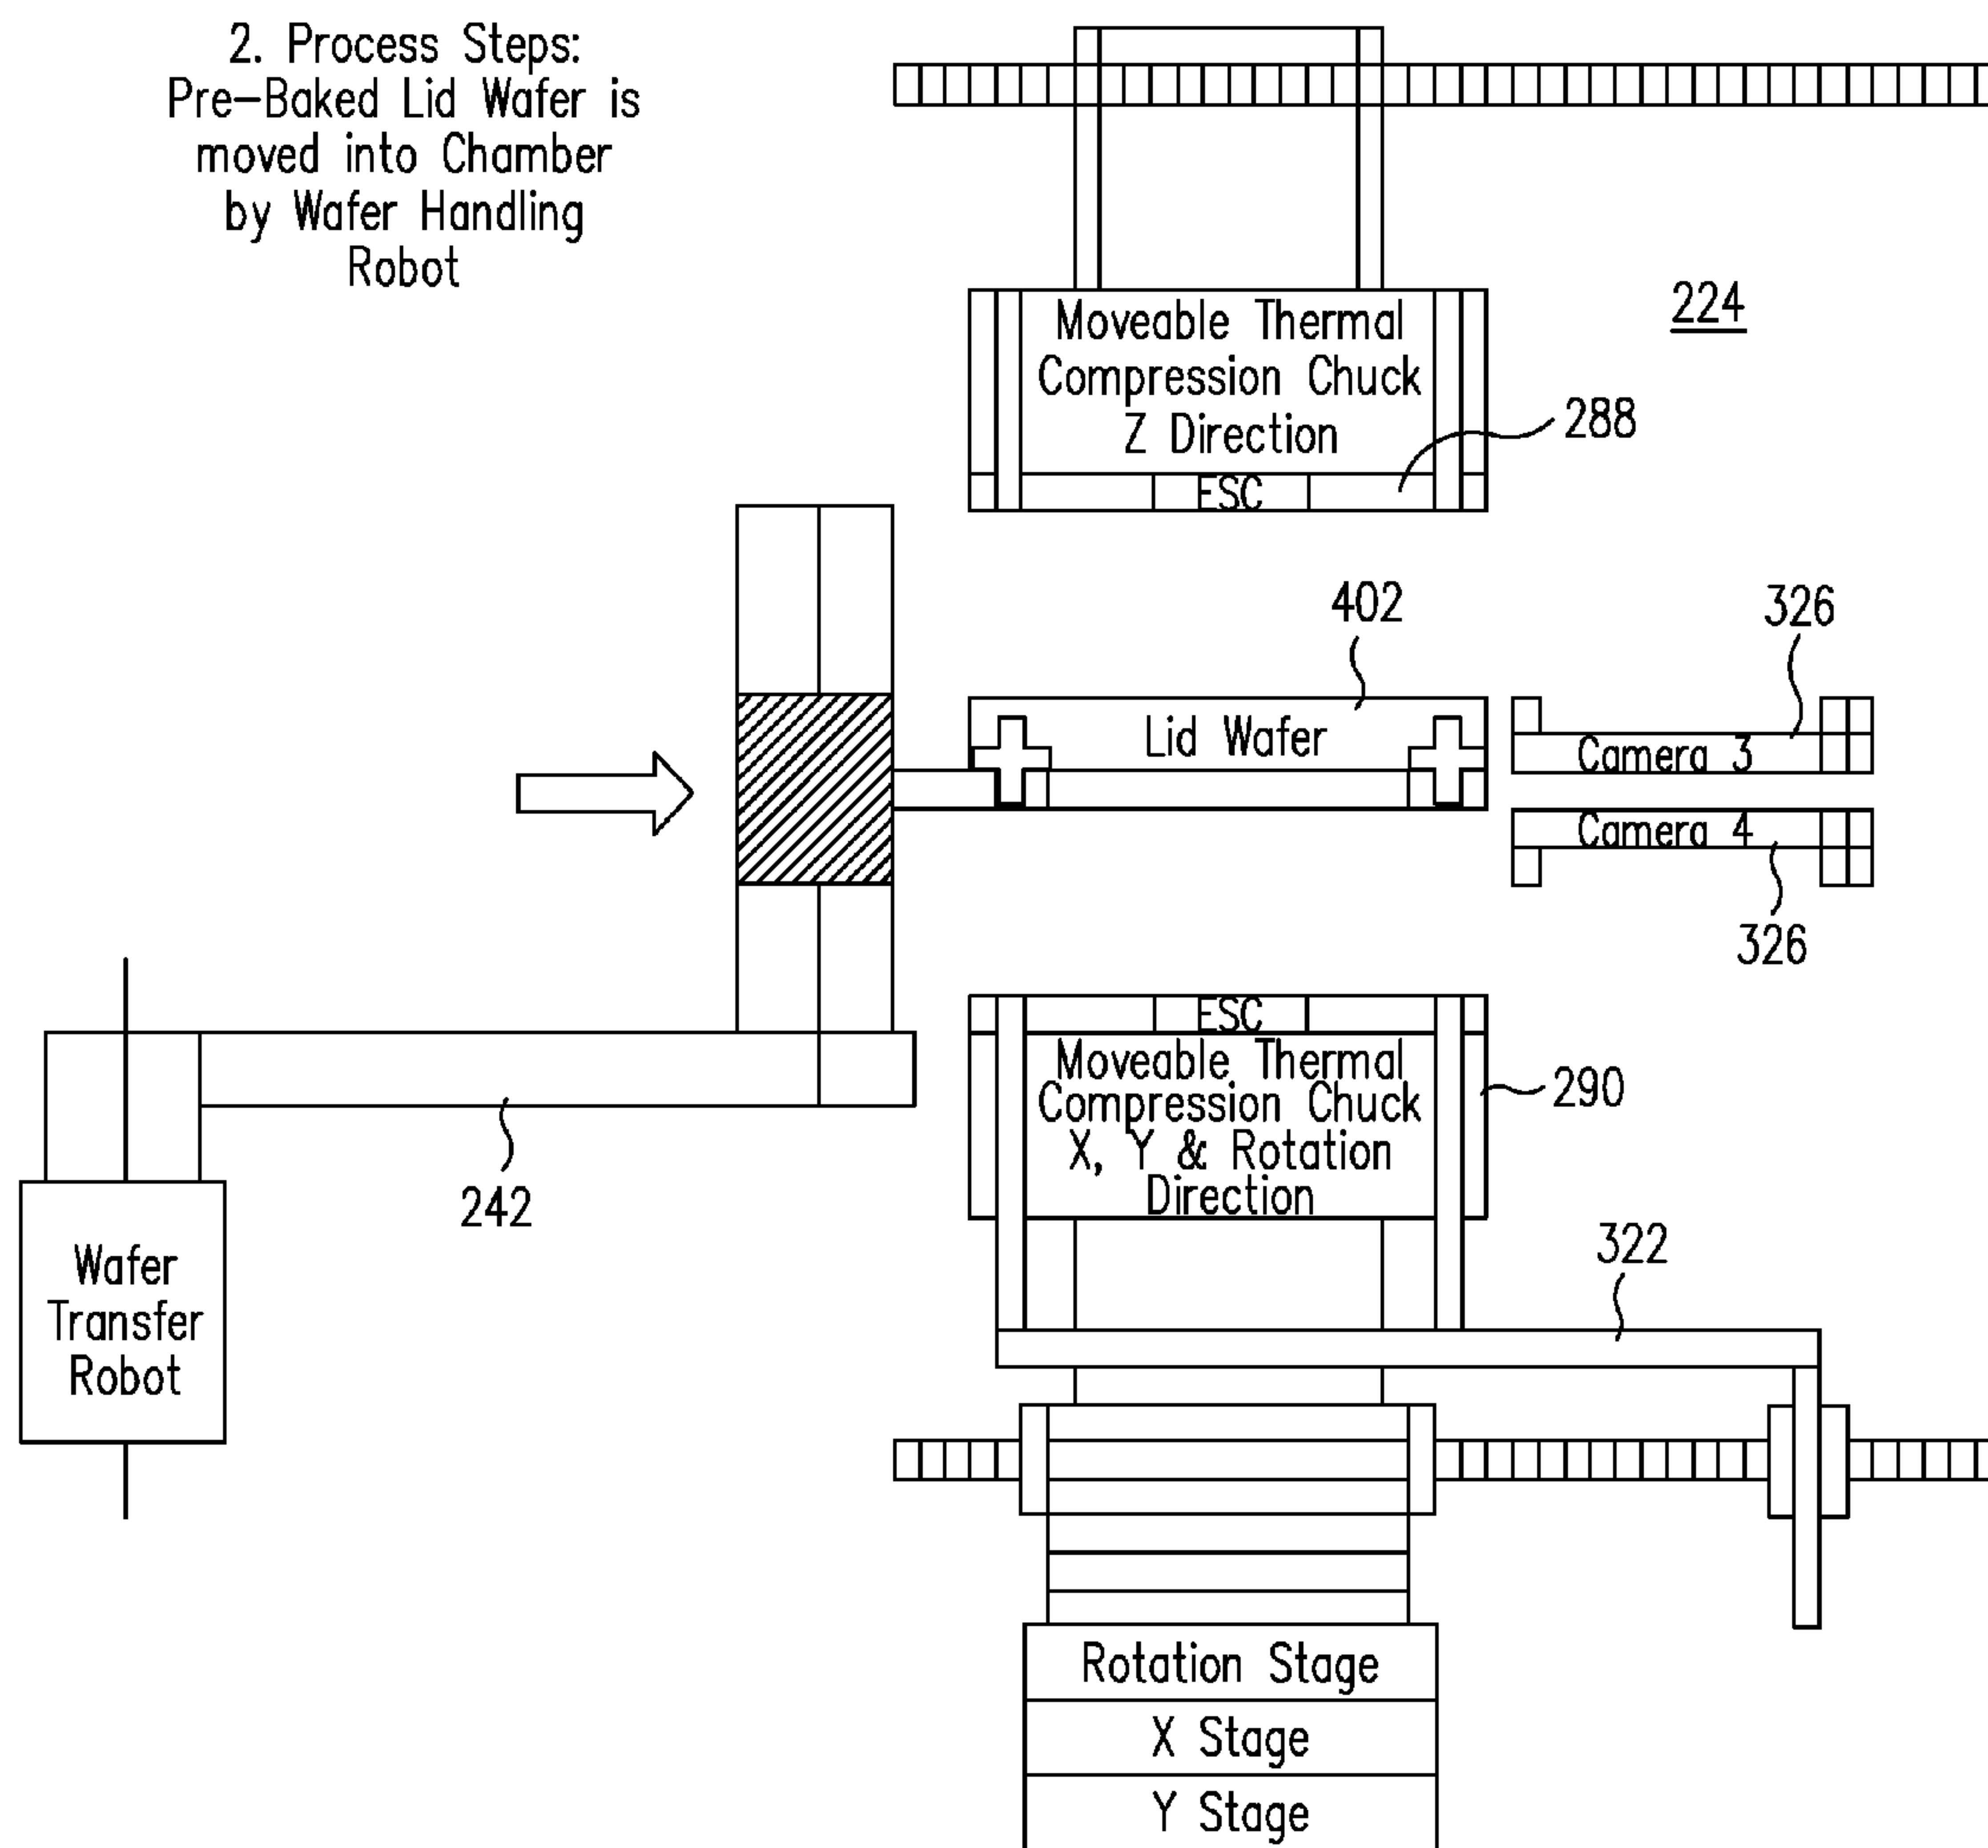 2. Process Steps:
Pre-Baked Lid Wafer is
moved into Chamber
by Wafer Handling
Robot
224
Moveable Thermal
Compression Chuck
Z Direction
288
ESC
402
326
Lid Wafer
Camera 3
Camera 4
326
ESC
Moveable Thermal
Compression Chuck
X, Y & Rotation
Direction
290
242
322
Wafer
Transfer
Robot
Rotation Stage
X Stage
Y Stage